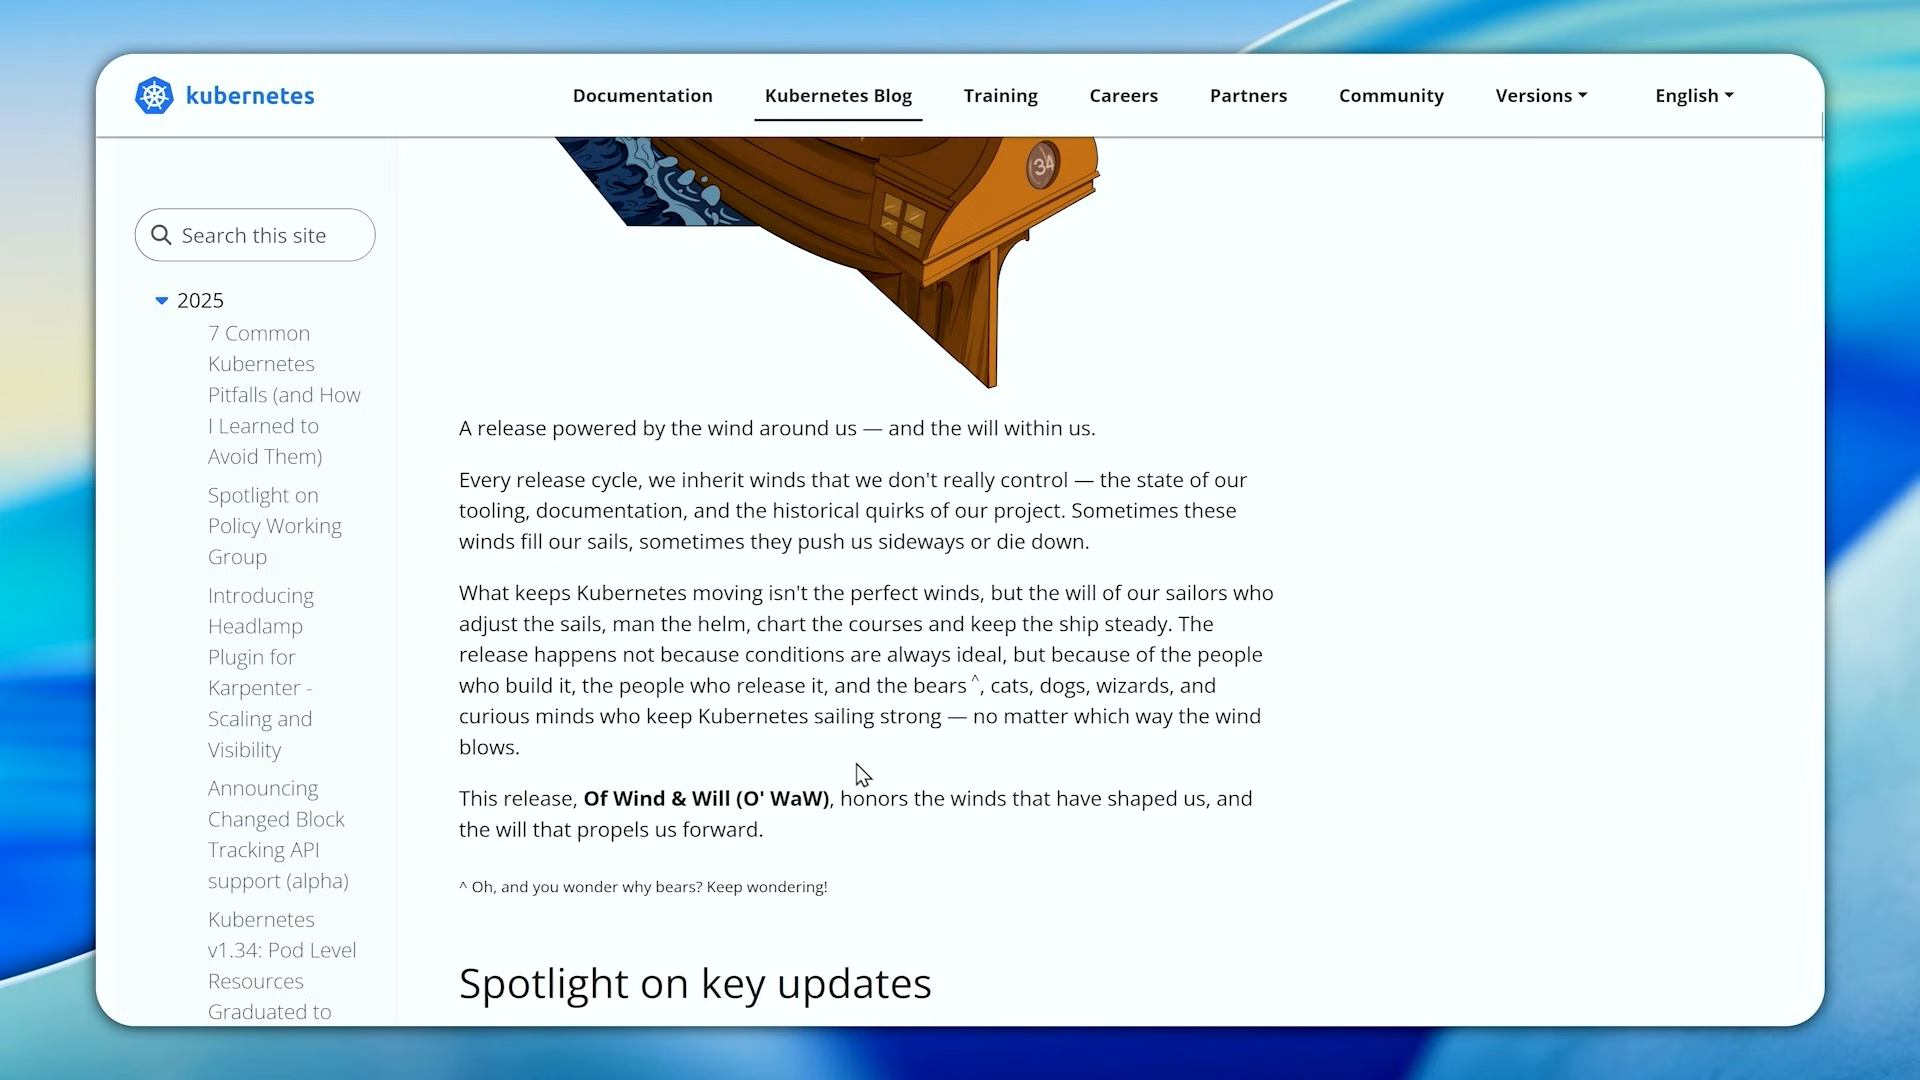 kubernetes
Documentation
Kubernetes Blog
Training
Careers
Partners
Community
Versions
English
34
Search this site
2025
7 Common
Kubernetes
Pitfalls (and How
I Learned to
Avoid Them)
Spotlight on
Policy Working
Group
Introducing
Headlamp
Plugin for
Karpenter -
Scaling and
Visibility
Announcing
Changed Block
Tracking API
support (alpha)
Kubernetes
v1.34: Pod Level
Resources
Graduated to
A release powered by the wind around us — and the will within us.
Every release cycle, we inherit winds that we don't really control — the state of our
tooling, documentation, and the historical quirks of our project. Sometimes these
winds fill our sails, sometimes they push us sideways or die down.
What keeps Kubernetes moving isn't the perfect winds, but the will of our sailors who
adjust the sails, man the helm, chart the courses and keep the ship steady. The
release happens not because conditions are always ideal, but because of the people
who build it, the people who release it, and the bears ^, cats, dogs, wizards, and
curious minds who keep Kubernetes sailing strong — no matter which way the wind
blows.
This release, Of Wind & Will (O' WaW), honors the winds that have shaped us, and
the will that propels us forward.
^ Oh, and you wonder why bears? Keep wondering!
Spotlight on key updates